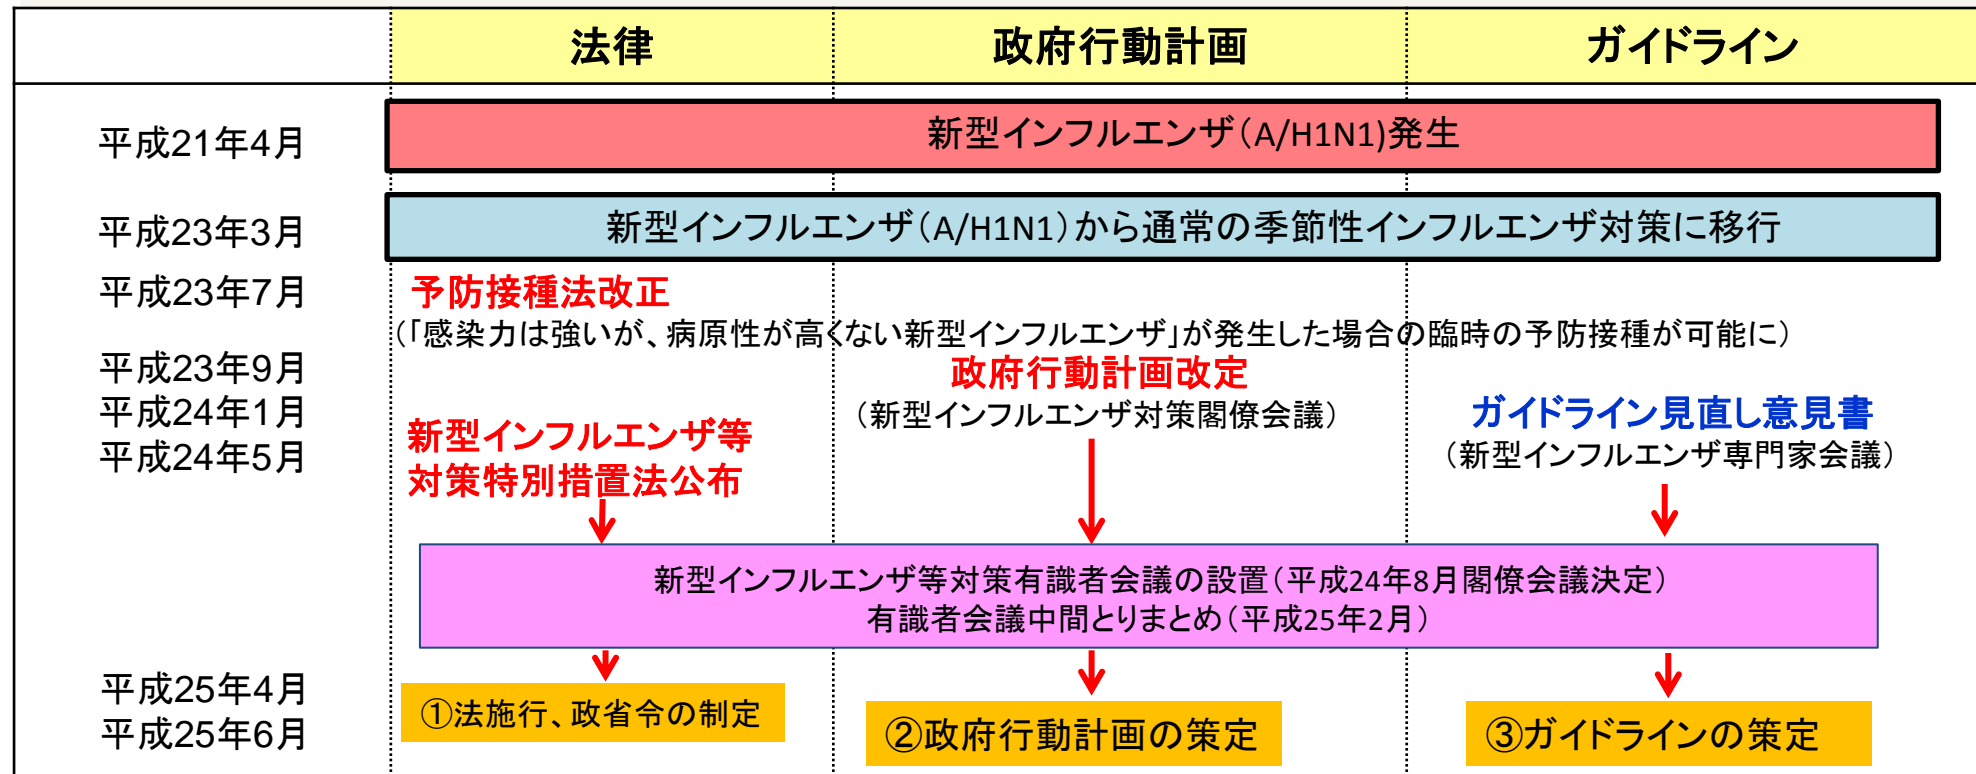 法律
政府行動計画
ガイドライン
平成21年4月
新型インフルエンザ（A/H1N1)発生
平成23年3月
新型インフルエンザ（A/H1N1）から通常の季節性インフルエンザ対策に移行
平成23年7月
予防接種法改正
（「感染力は強いが、病原性が高くない新型インフルエンザ」が発生した場合の臨時の予防接種が可能に）
平成23年9月
政府行動計画改定
（新型インフルエンザ対策閣僚会議）
平成24年1月
ガイドライン見直し意見書
（新型インフルエンザ専門家会議）
平成24年5月
新型インフルエンザ等
対策特別措置法公布
新型インフルエンザ等対策有識者会議の設置（平成24年8月閣僚会議決定）
有識者会議中間とりまとめ（平成25年2月）
平成25年4月
①法施行、政省令の制定
平成25年6月
②政府行動計画の策定
③ガイドラインの策定